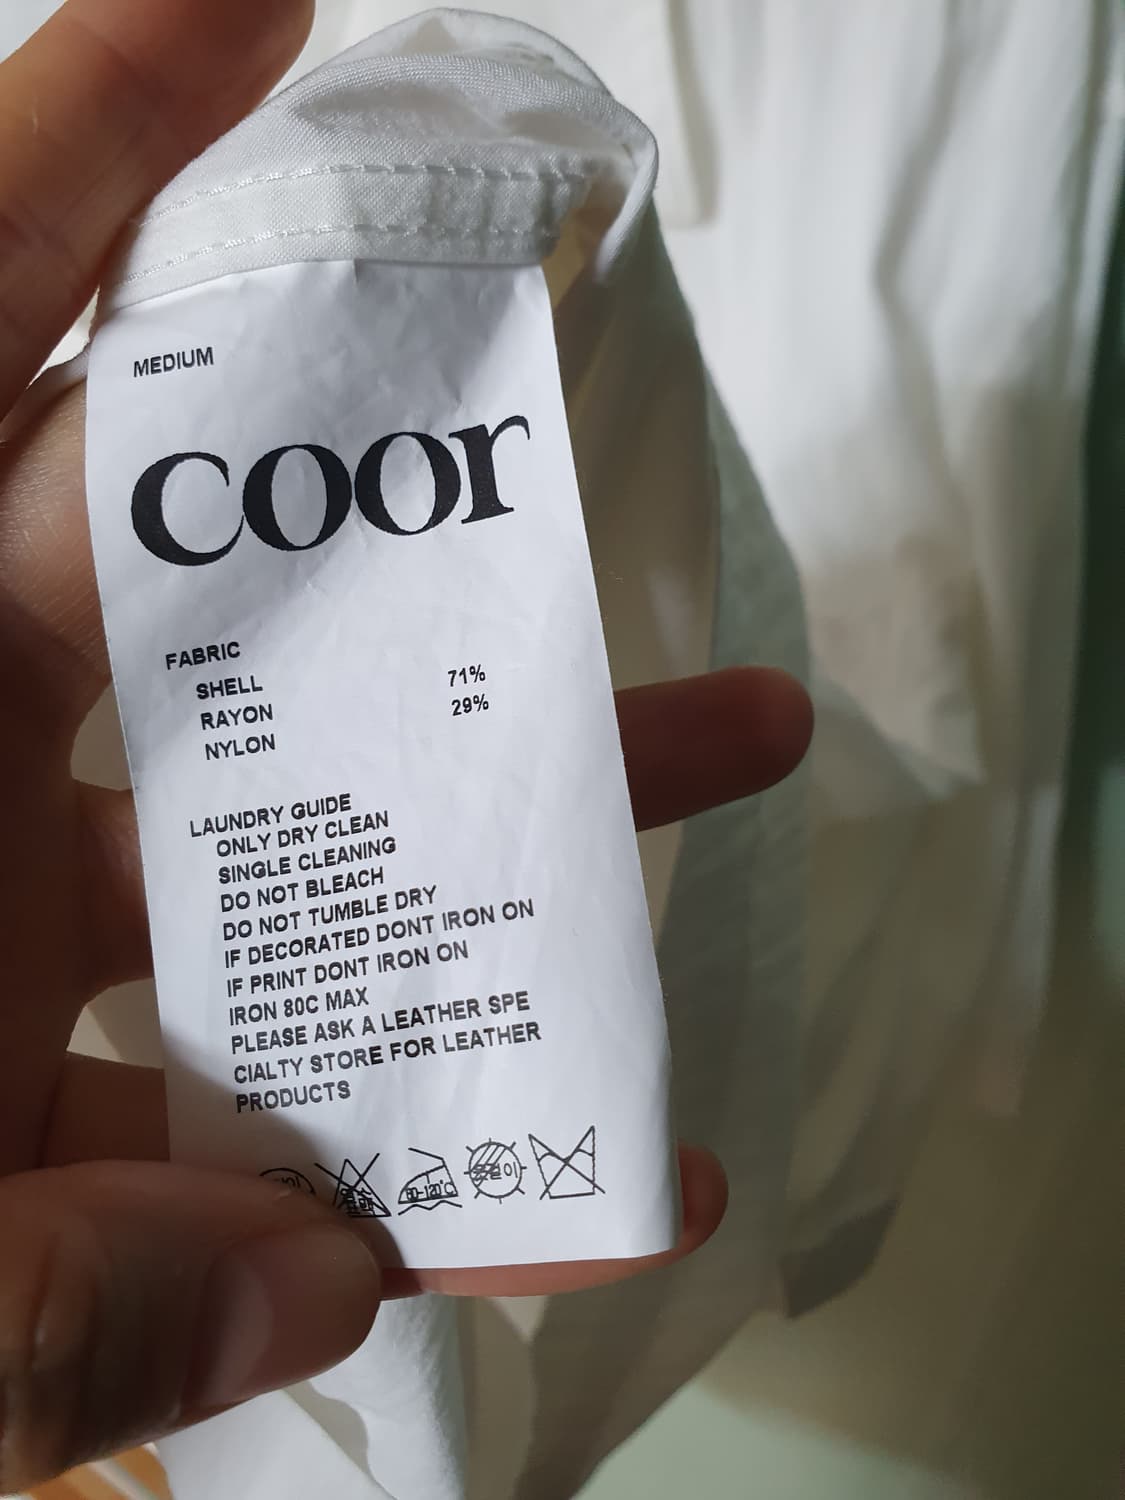 MEDIUM
coor
FABRIC
SHELL 71%
RAYON 29%
NYLON
LAUNDRY GUIDE
ONLY DRY CLEAN
SINGLE CLEANING
DO NOT BLEACH
DO NOT TUMBLE DRY
IF DECORATED DONT IRON ON
IF PRINT DONT IRON ON
IRON 80C MAX
PLEASE ASK A LEATHER SPE
CIALTY STORE FOR LEATHER
PRODUCTS
80-120°C